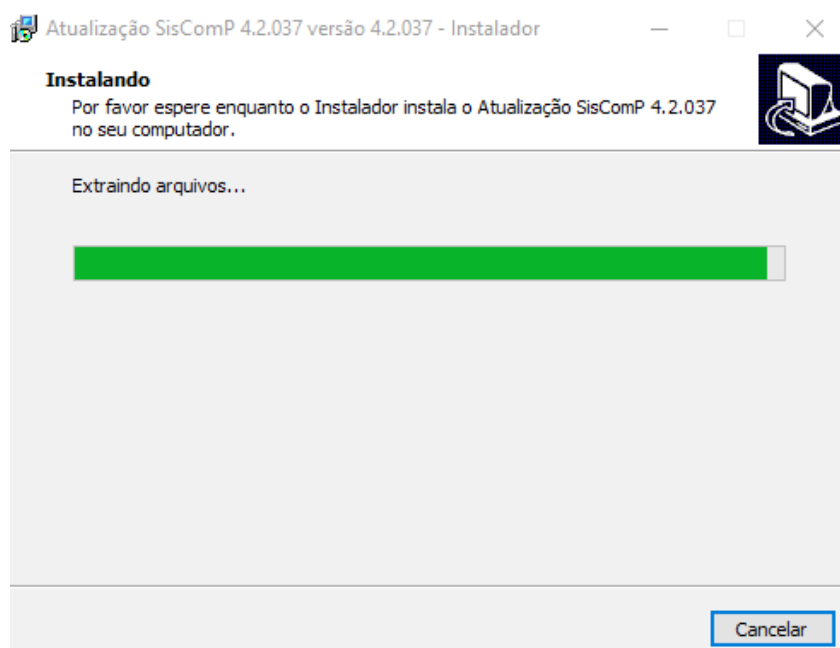 Atualização SisComP 4.2.037 versão 4.2.037 - Instalador
Instalando
Por favor espere enquanto o Instalador instala o Atualização SisComP 4.2.037
no seu computador.
Extraindo arquivos...
Cancelar